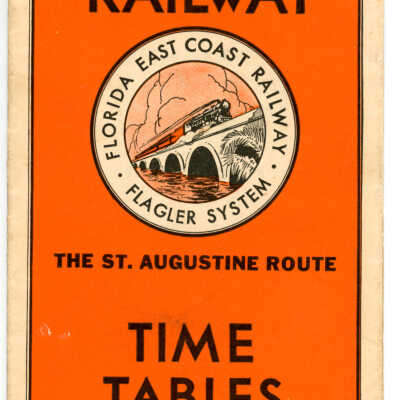 RAILWAY
FLORIDA EAST COAST RAILWAY
• FLAGLER SYSTEM •
THE ST. AUGUSTINE ROUTE
TIME
TABLES